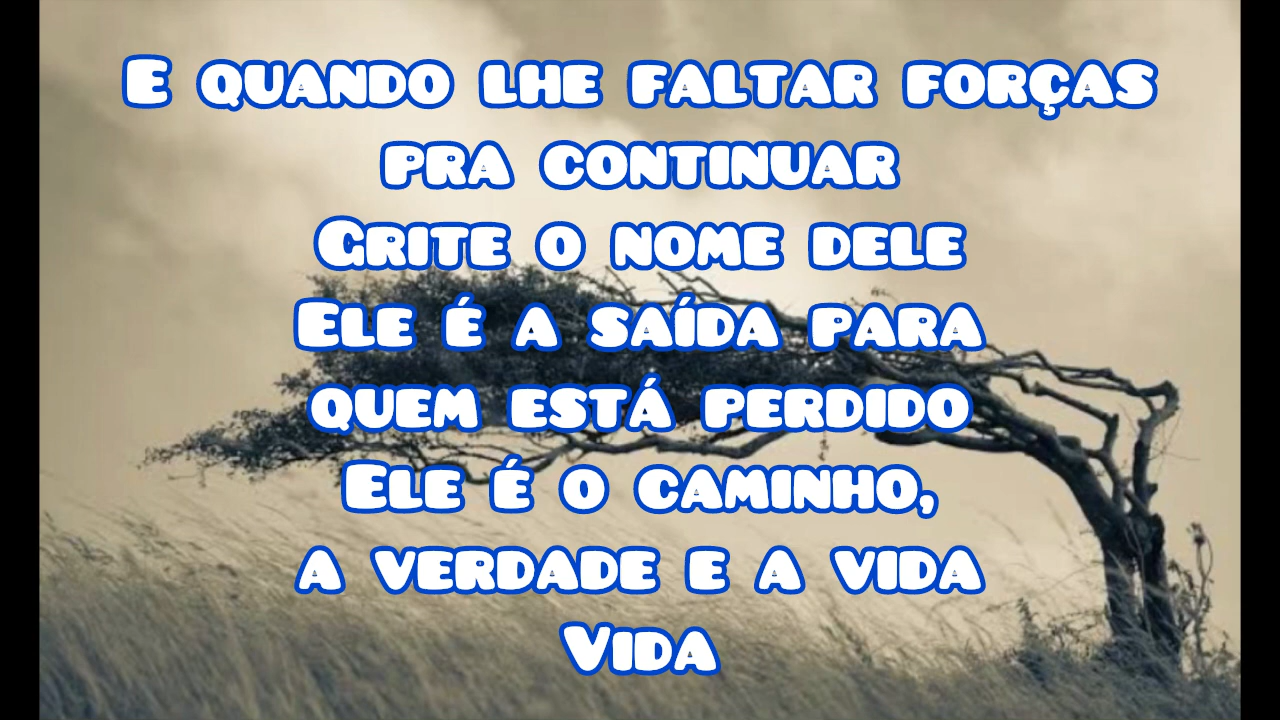 E quando lhe faltar forças
pra continuar
Grite o nome dele
Ele é a saída para
quem está perdido
Ele é o caminho,
a verdade e a vida
Vida